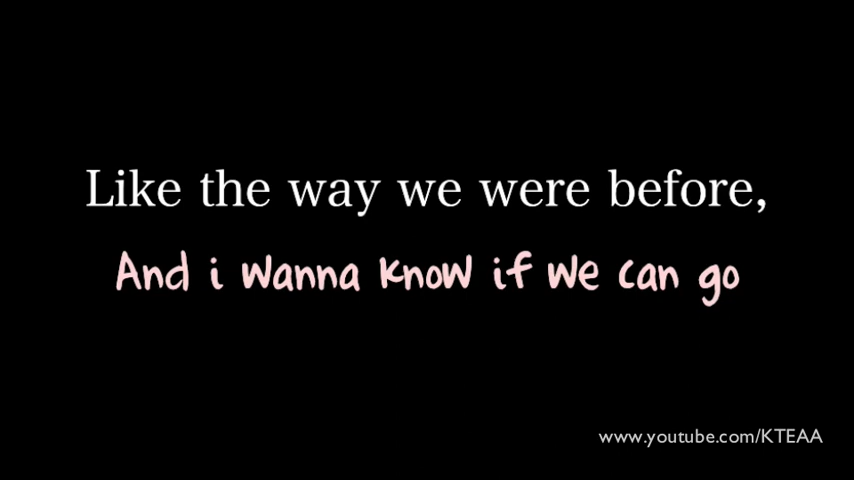 Like the way we were before,
And i wanna know if we can go
www.youtube.com/KTEAA